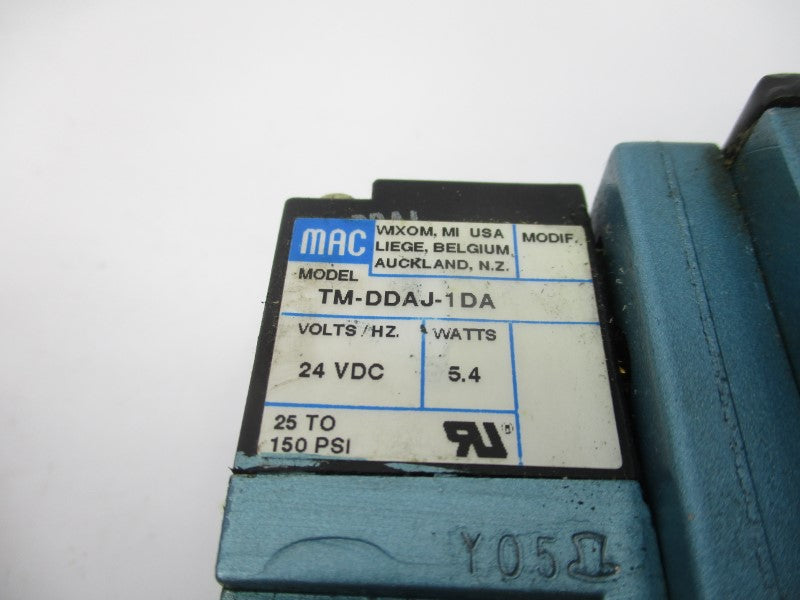 MAC
WIXOM, MI USA
LIEGE, BELGIUM
AUCKLAND, N.Z.
MODIF.
MODEL
TM-DDAJ-1DA
VOLTS/HZ.
WATTS
24 VDC
5.4
25 TO
150 PSI
UR®
Y05